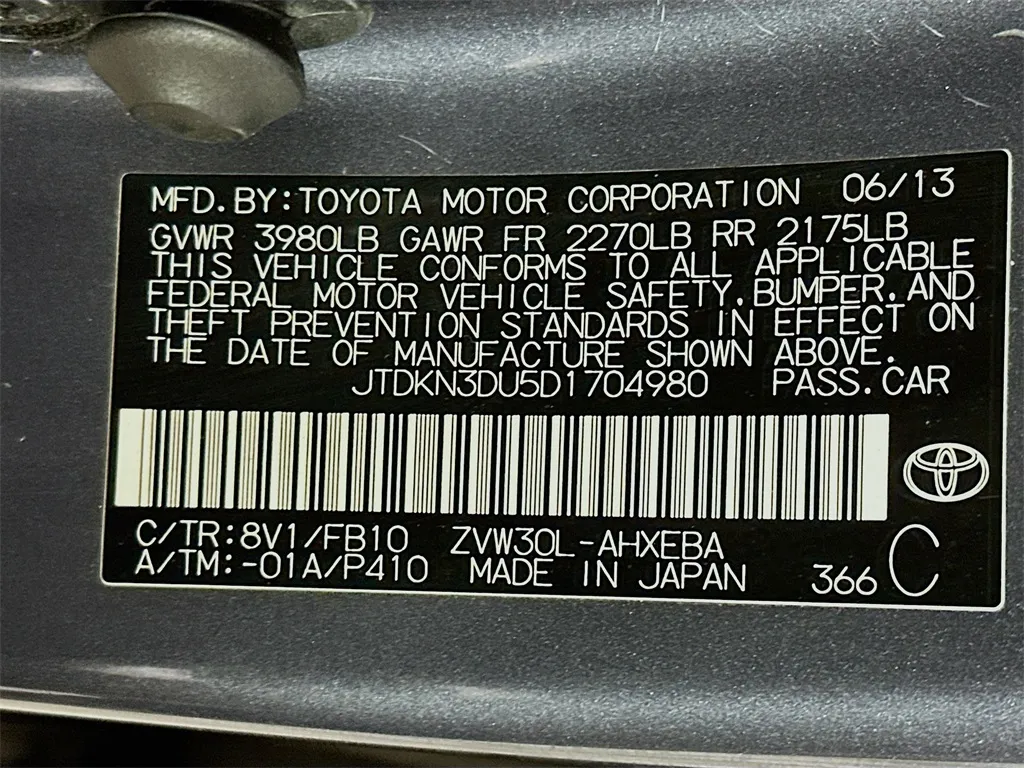 MFD.BY:TOYOTA MOTOR CORPORATION 06/13
GVWR 3980LB GAWR FR 2270LB RR 2175LB
THIS VEHICLE CONFORMS TO ALL APPLICABLE
FEDERAL MOTOR VEHICLE SAFETY,BUMPER,AND
THEFT PREVENTION STANDARDS IN EFFECT ON
THE DATE OF MANUFACTURE SHOWN ABOVE.
JTDKN3DU5D1704980 PASS.CAR
C/TR:8V1/FB10 ZVW30L-AHXEBA
A/TM:-01A/P410 MADE IN JAPAN 366 C